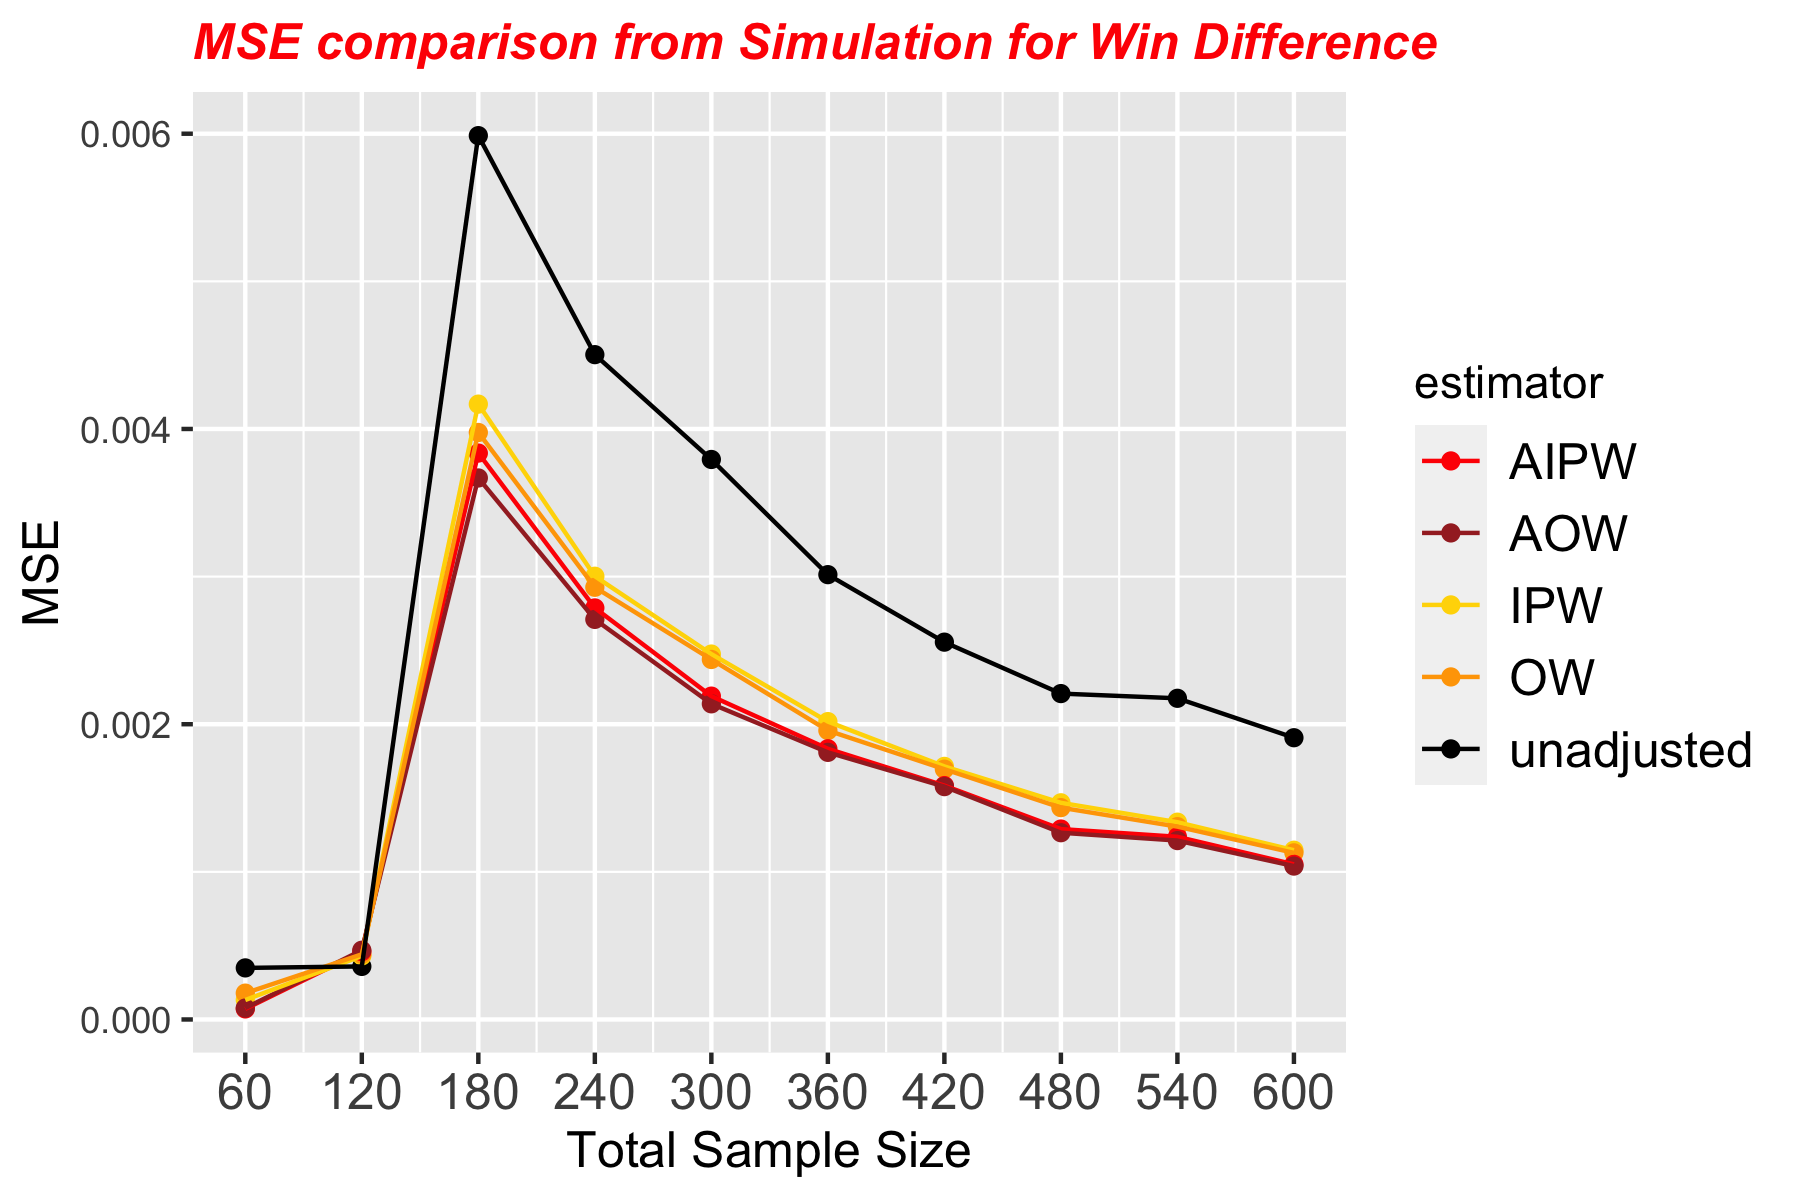 MSE comparison from Simulation for Win Difference
0.006
0.004
0.002
0.000
MSE
60 120 180 240 300 360 420 480 540 600
Total Sample Size
estimator
AIPW
AOW
IPW
OW
unadjusted